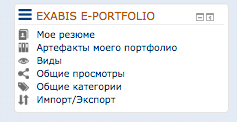 EXABIS E-PORTFOLIO
Мое резюме
Артефакты моего портфолио
Виды
Общие просмотры
Общие категории
Импорт/Экспорт